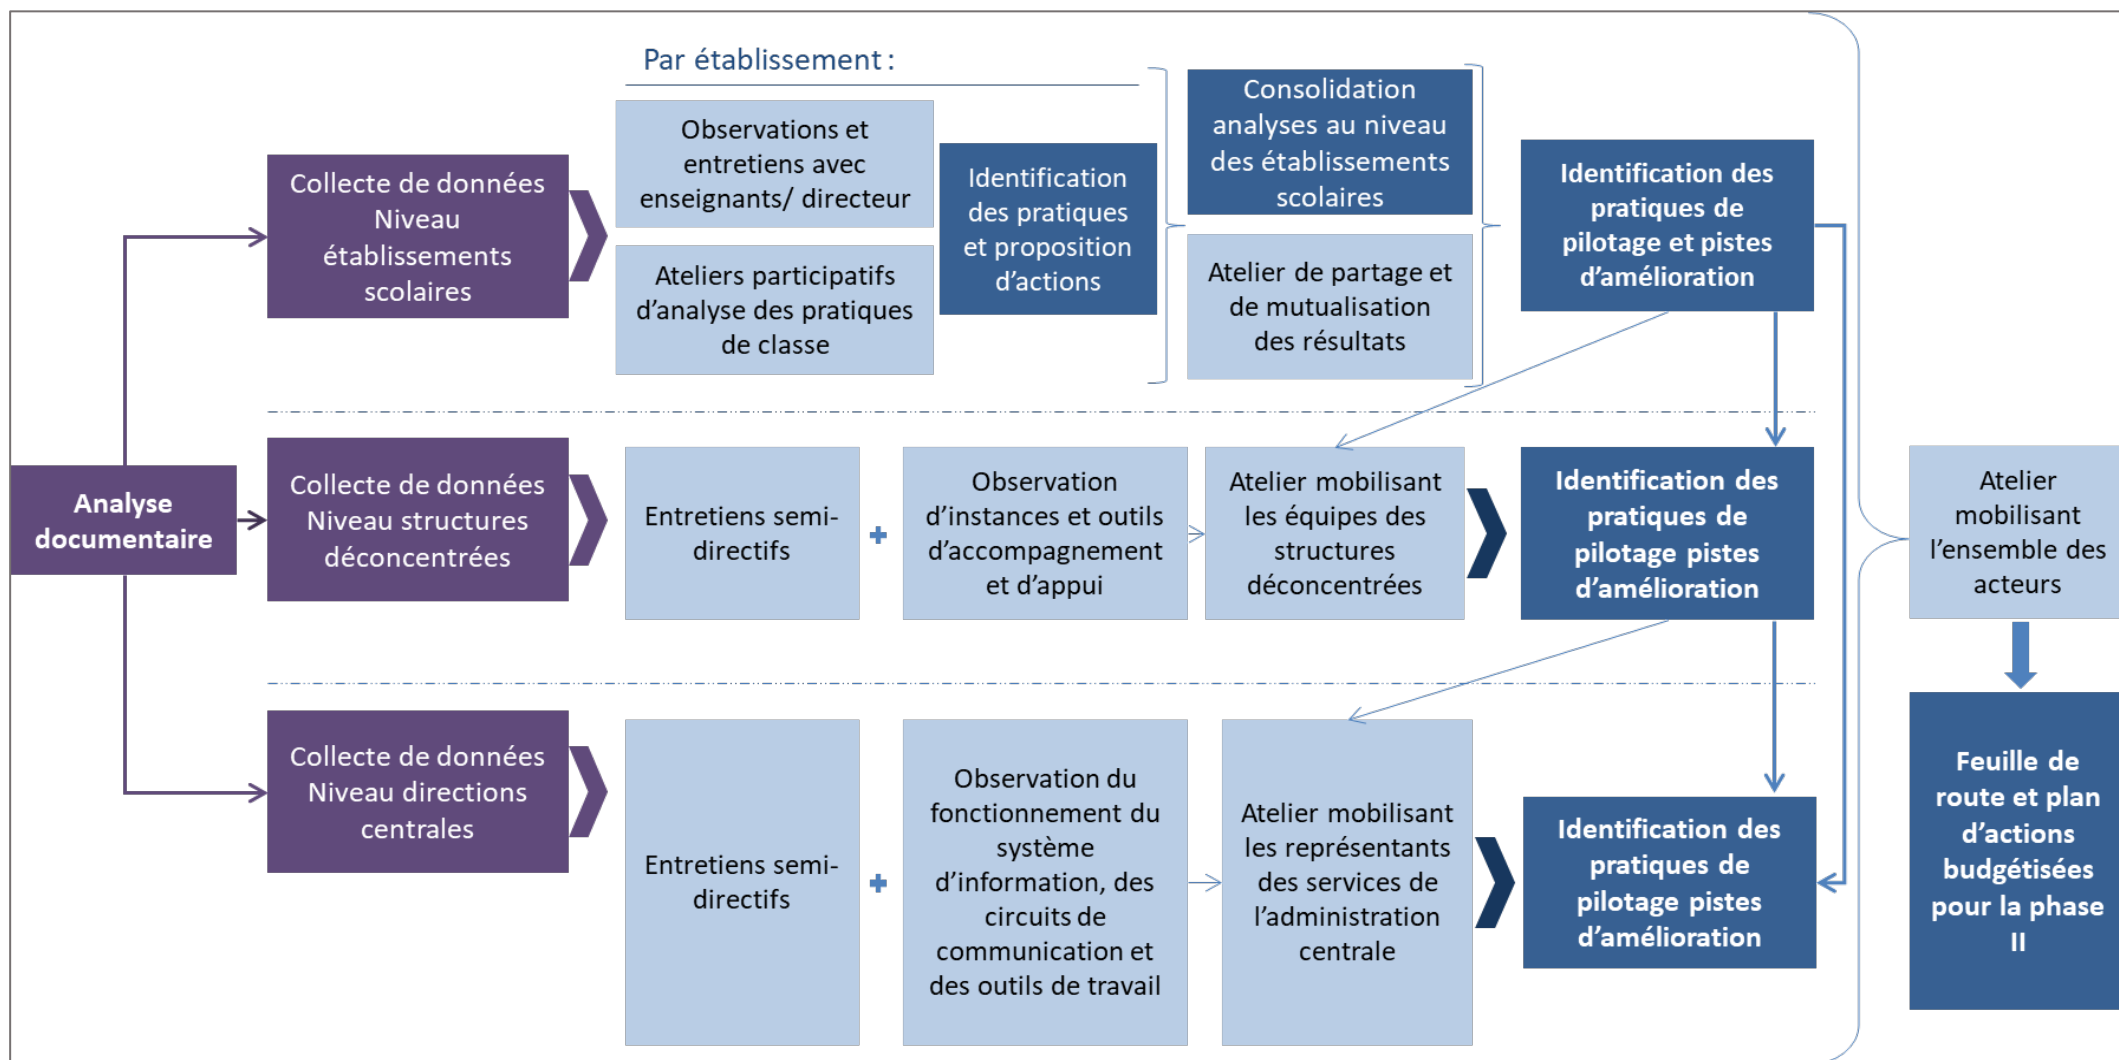 Par établissement :
Collecte de données
Niveau
établissements
scolaires
Observations et
entretiens avec
enseignants/ directeur
Ateliers participatifs
d’analyse des pratiques
de classe
Identification
des pratiques
et proposition
d’actions
Consolidation
analyses au niveau
des établissements
scolaires
Atelier de partage et
de mutualisation
des résultats
Identification des
pratiques de
pilotage et pistes
d’amélioration
Analyse
documentaire
Collecte de données
Niveau structures
déconcentrées
Entretiens semi-
directifs
+
Observation
d’instances et outils
d’accompagnement
et d’appui
Atelier mobilisant
les équipes des
structures
déconcentrées
Identification des
pratiques de
pilotage pistes
d’amélioration
Collecte de données
Niveau directions
centrales
Entretiens semi-
directifs
+
Observation du
fonctionnement du
système
d’information, des
circuits de
communication et
des outils de travail
Atelier mobilisant
les représentants
des services de
l’administration
centrale
Identification des
pratiques de
pilotage pistes
d’amélioration
Atelier
mobilisant
l’ensemble des
acteurs
Feuille de
route et plan
d’actions
budgétisées
pour la phase
II